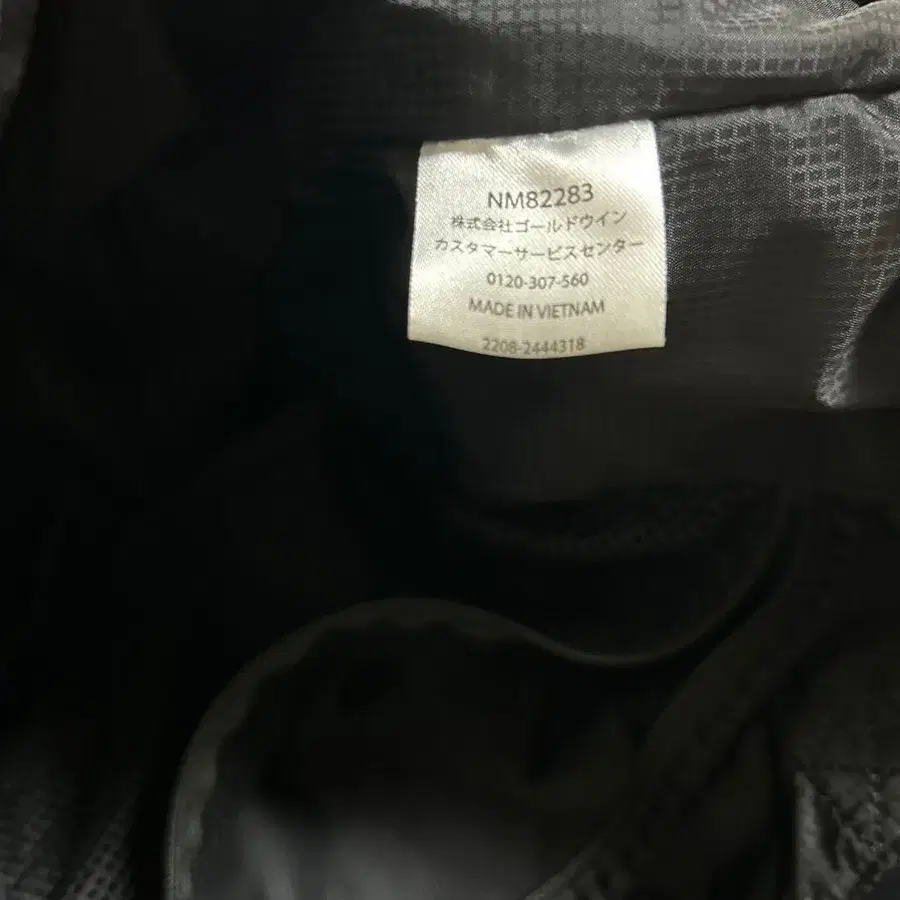 NM82283
株式会社ゴールドウイン
カスタマーサービスセンター
0120-307-560
MADE IN VIETNAM
2208-2444318